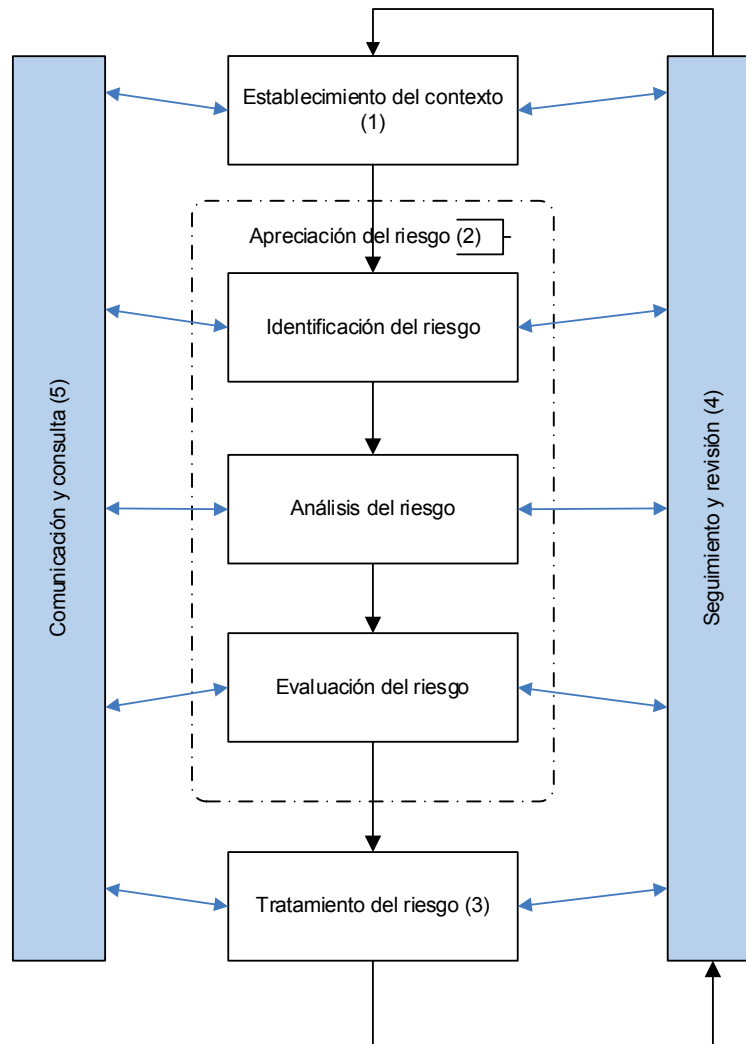 Establecimiento del contexto
(1)
Apreciación del riesgo (2)
Identificación del riesgo
Análisis del riesgo
Evaluación del riesgo
Tratamiento del riesgo (3)
Comunicación y consulta (5)
Seguimiento y revisión (4)